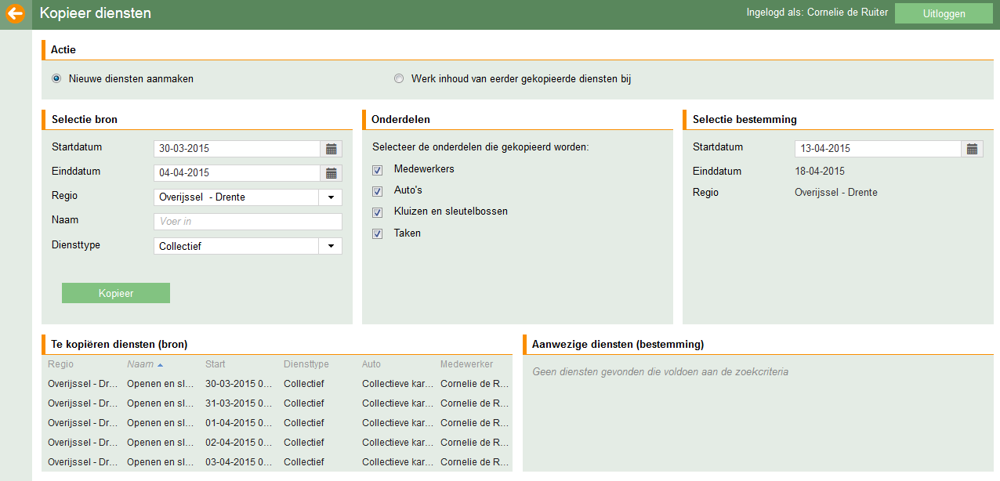 Kopieer diensten
Ingelogd als: Cornelie de Ruiter
Uitloggen
Actie
Nieuwe diensten aanmaken
Werk inhoud van eerder gekopieerde diensten bij
Selectie bron
Startdatum 30-03-2015
Einddatum 04-04-2015
Regio Overijssel - Drente
Naam Voer in
Diensttype Collectief
Kopieer
Onderdelen
Selecteer de onderdelen die gekopieerd worden:
Medewerkers
Auto's
Kluizen en sleutelbossen
Taken
Selectie bestemming
Startdatum 13-04-2015
Einddatum 18-04-2015
Regio Overijssel - Drente
Te kopiëren diensten (bron)
Regio Naam Start Diensttype Auto Medewerker
Overijssel - Dr... Openen en sl... 30-03-2015 0... Collectief Collectieve kar... Cornelie de R...
Overijssel - Dr... Openen en sl... 31-03-2015 0... Collectief Collectieve kar... Cornelie de R...
Overijssel - Dr... Openen en sl... 01-04-2015 0... Collectief Collectieve kar... Cornelie de R...
Overijssel - Dr... Openen en sl... 02-04-2015 0... Collectief Collectieve kar... Cornelie de R...
Overijssel - Dr... Openen en sl... 03-04-2015 0... Collectief Collectieve kar... Cornelie de R...
Aanwezige diensten (bestemming)
Geen diensten gevonden die voldoen aan de zoekcriteria